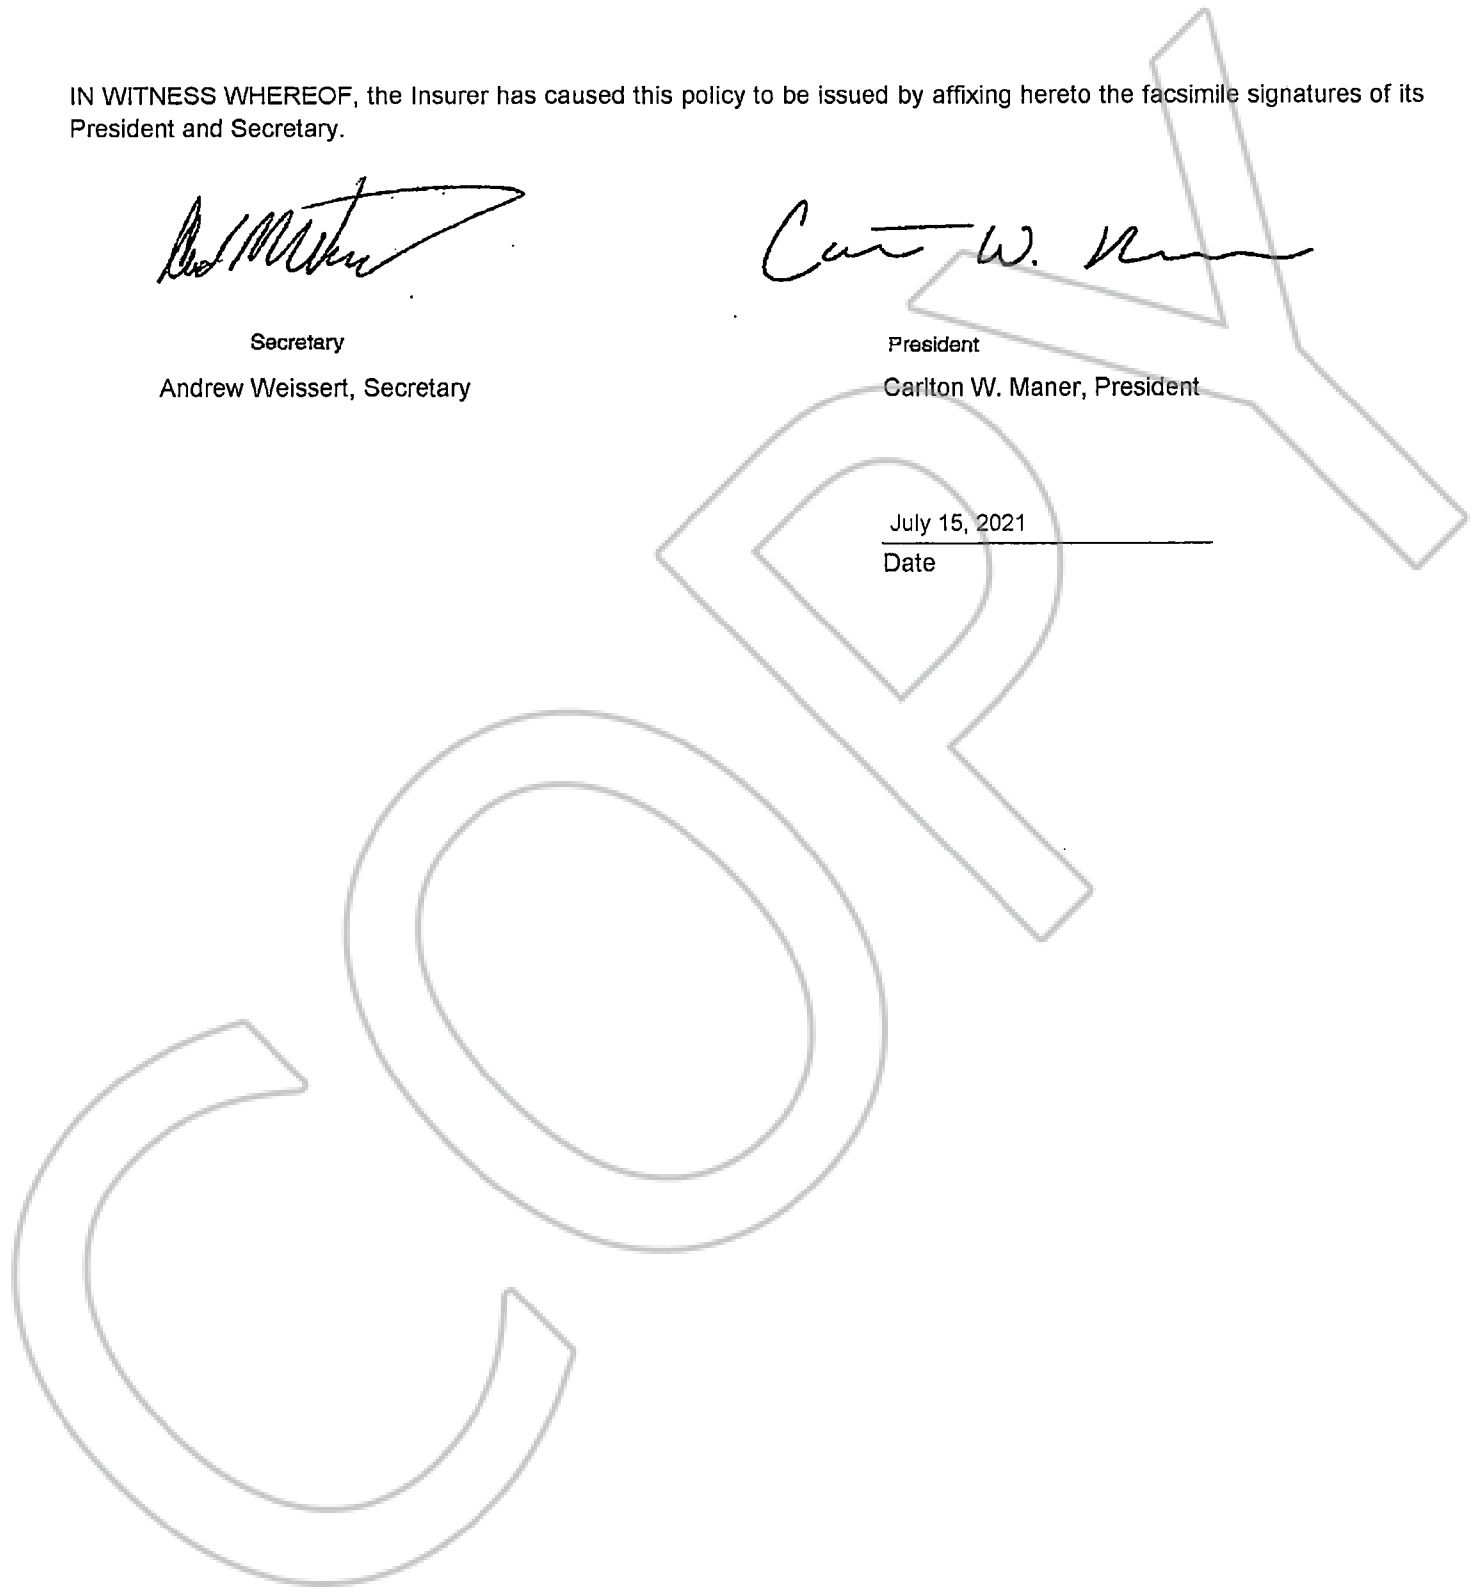 IN WITNESS WHEREOF, the Insurer has caused this policy to be issued by affixing hereto the facsimile signatures of its
President and Secretary.
Secretary
President
Andrew Weissert, Secretary
Carlton W. Maner, President
July 15, 2021
Date
COPY